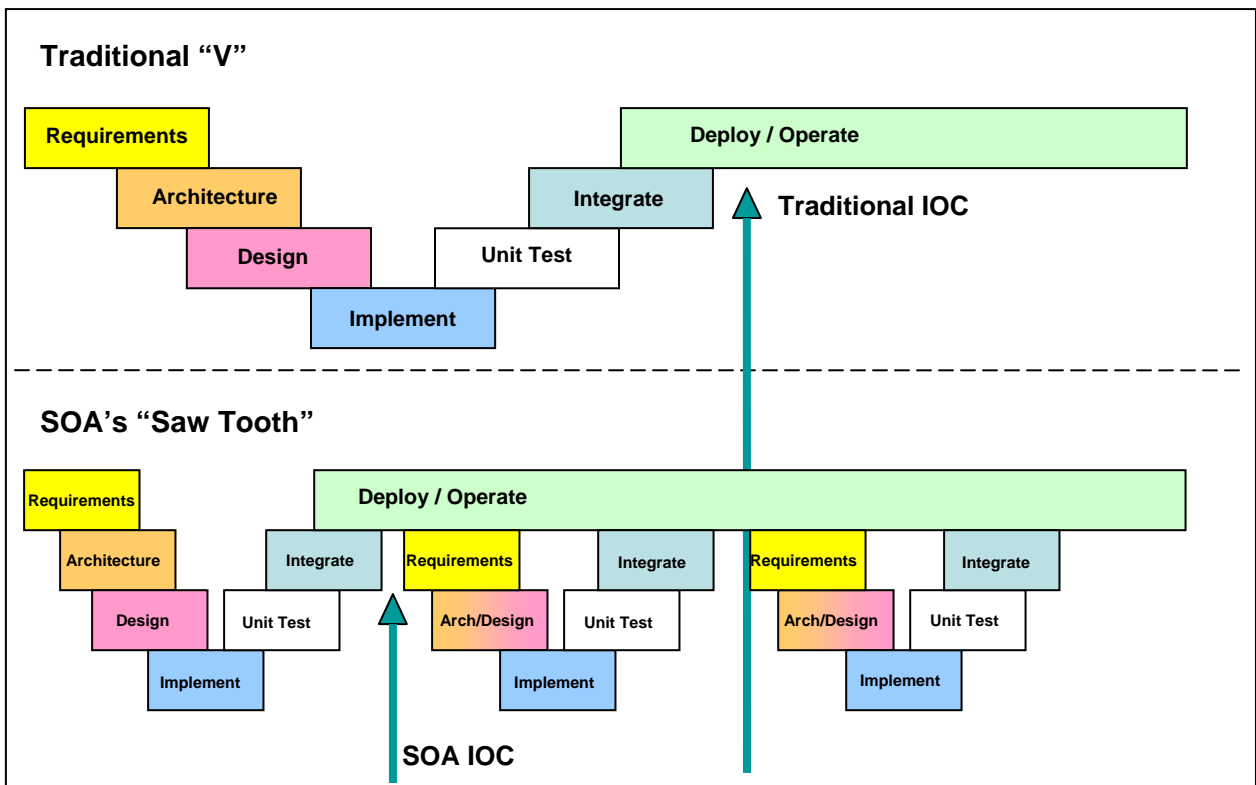 Traditional “V”
Requirements
Deploy / Operate
Architecture
Integrate
Traditional IOC
Design
Unit Test
Implement
SOA’s “Saw Tooth”
Requirements
Deploy / Operate
Architecture
Integrate
Requirements
Integrate
Requirements
Integrate
Design
Unit Test
Arch/Design
Unit Test
Arch/Design
Unit Test
Implement
Implement
Implement
SOA IOC